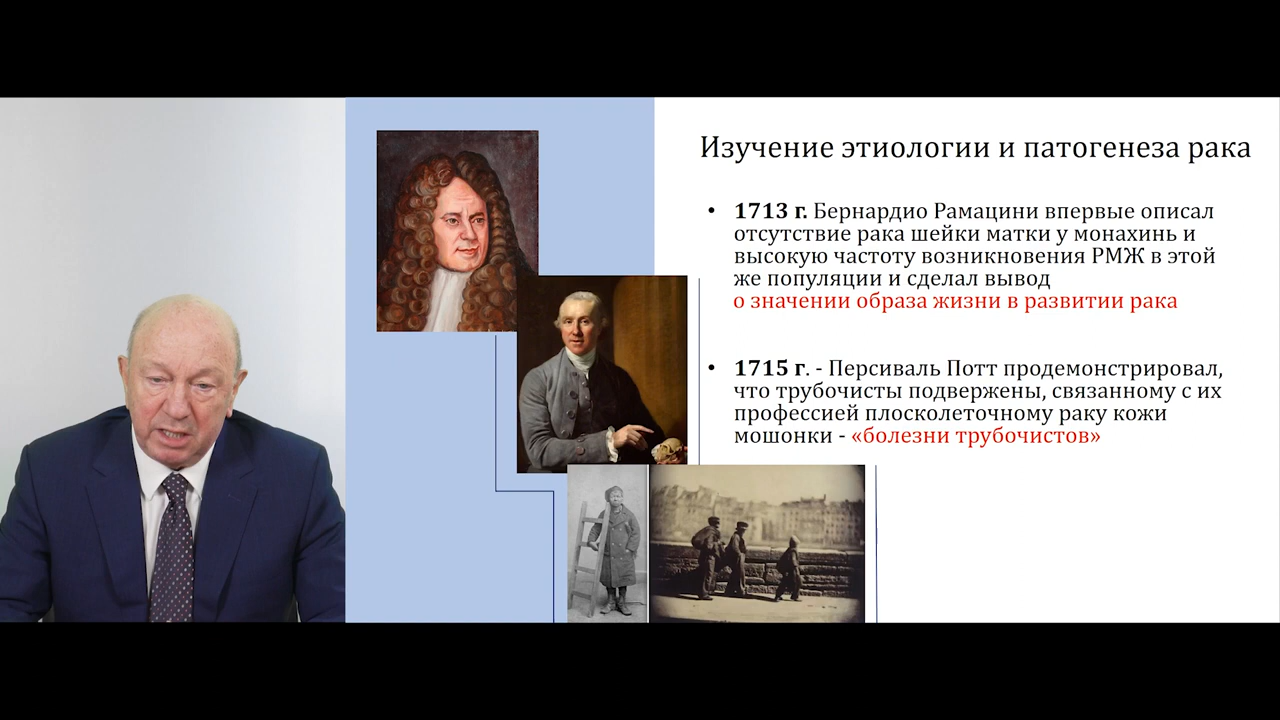 Изучение этиологии и патогенеза рака
• 1713 г. Бернардио Рамацини впервые описал
отсутствие рака шейки матки у монахинь и
высокую частоту возникновения РМЖ в этой
же популяции и сделал вывод
о значении образа жизни в развитии рака
• 1715 г. - Персиваль Потт продемонстрировал,
что трубочисты подвержены, связанному с их
профессией плосколеточному раку кожи
мошонки - «болезни трубочистов»